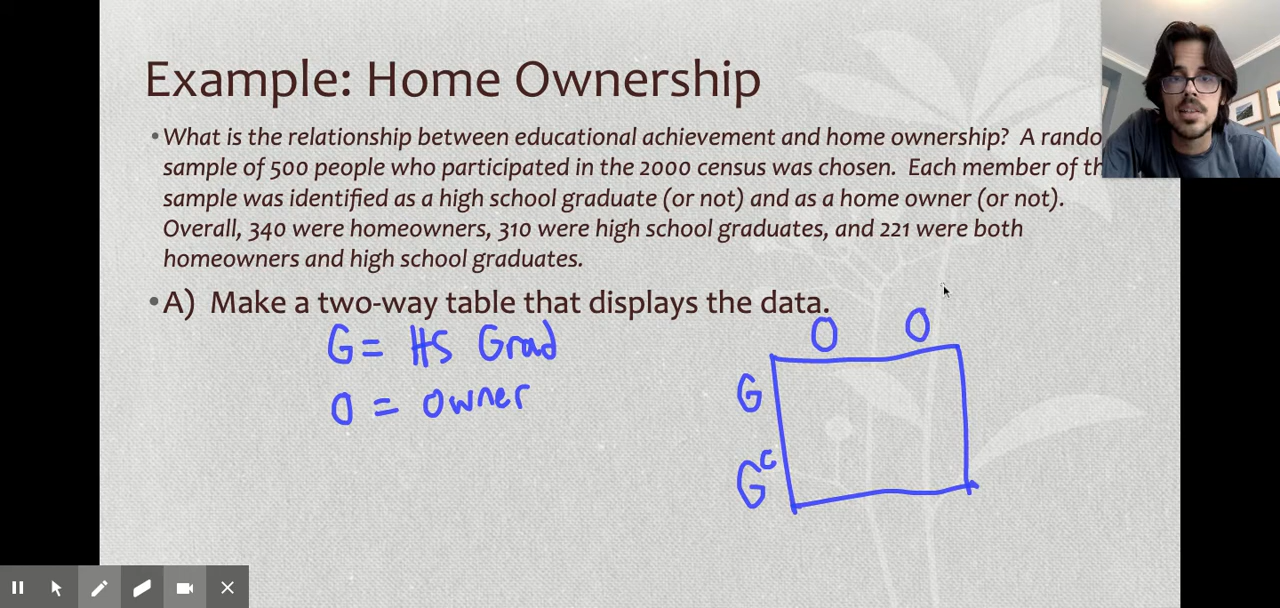 Example: Home Ownership
• What is the relationship between educational achievement and home ownership? A rando
sample of 500 people who participated in the 2000 census was chosen. Each member of th
sample was identified as a high school graduate (or not) and as a home owner (or not).
Overall, 340 were homeowners, 310 were high school graduates, and 221 were both
homeowners and high school graduates.
• A) Make a two-way table that displays the data.
G = HS Grad
O = Owner
O O
G
G^C